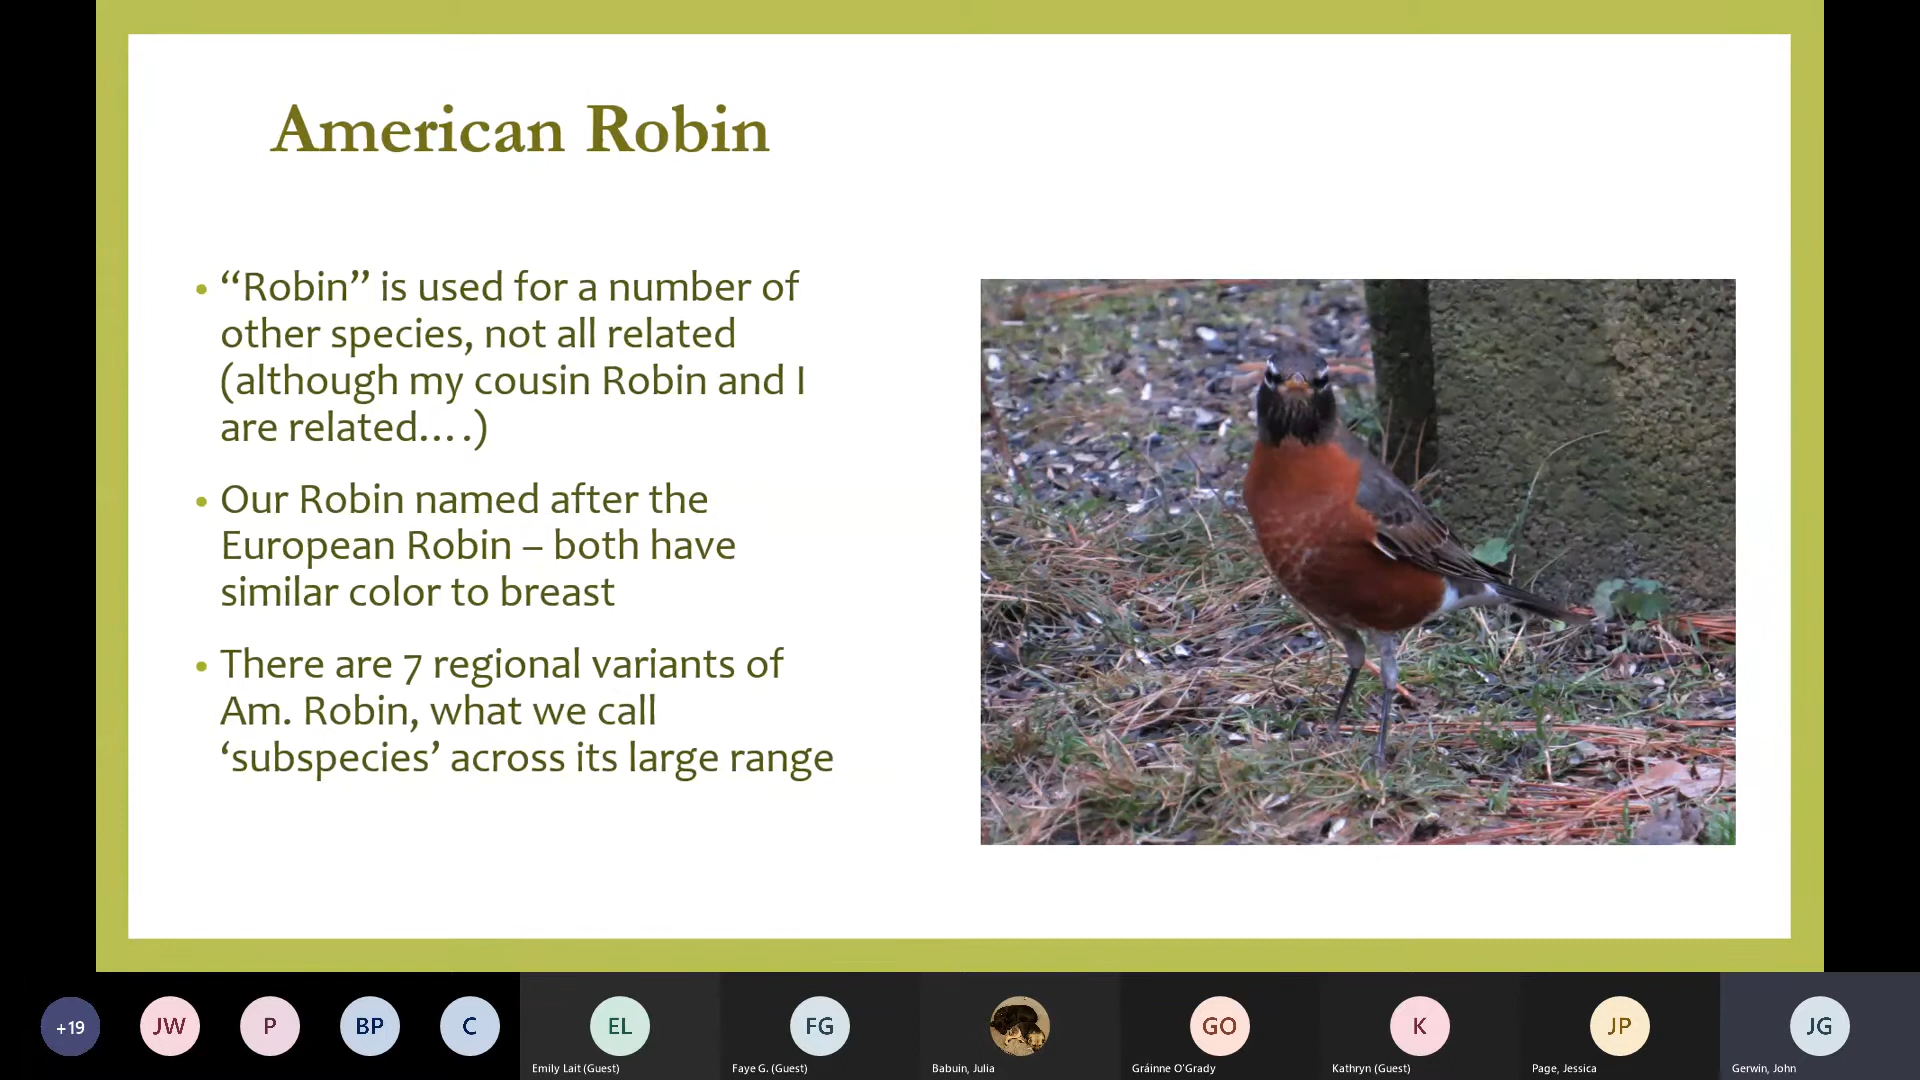 American Robin
• “Robin” is used for a number of
other species, not all related
(although my cousin Robin and I
are related….)
• Our Robin named after the
European Robin – both have
similar color to breast
• There are 7 regional variants of
Am. Robin, what we call
‘subspecies’ across its large range
+19
JW
P
BP
C
EL
FG
GO
K
JP
JG
Emily Lait (Guest)
Faye G. (Guest)
Babuin, Julia
Gráinne O'Grady
Kathryn (Guest)
Page, Jessica
Gerwin, John